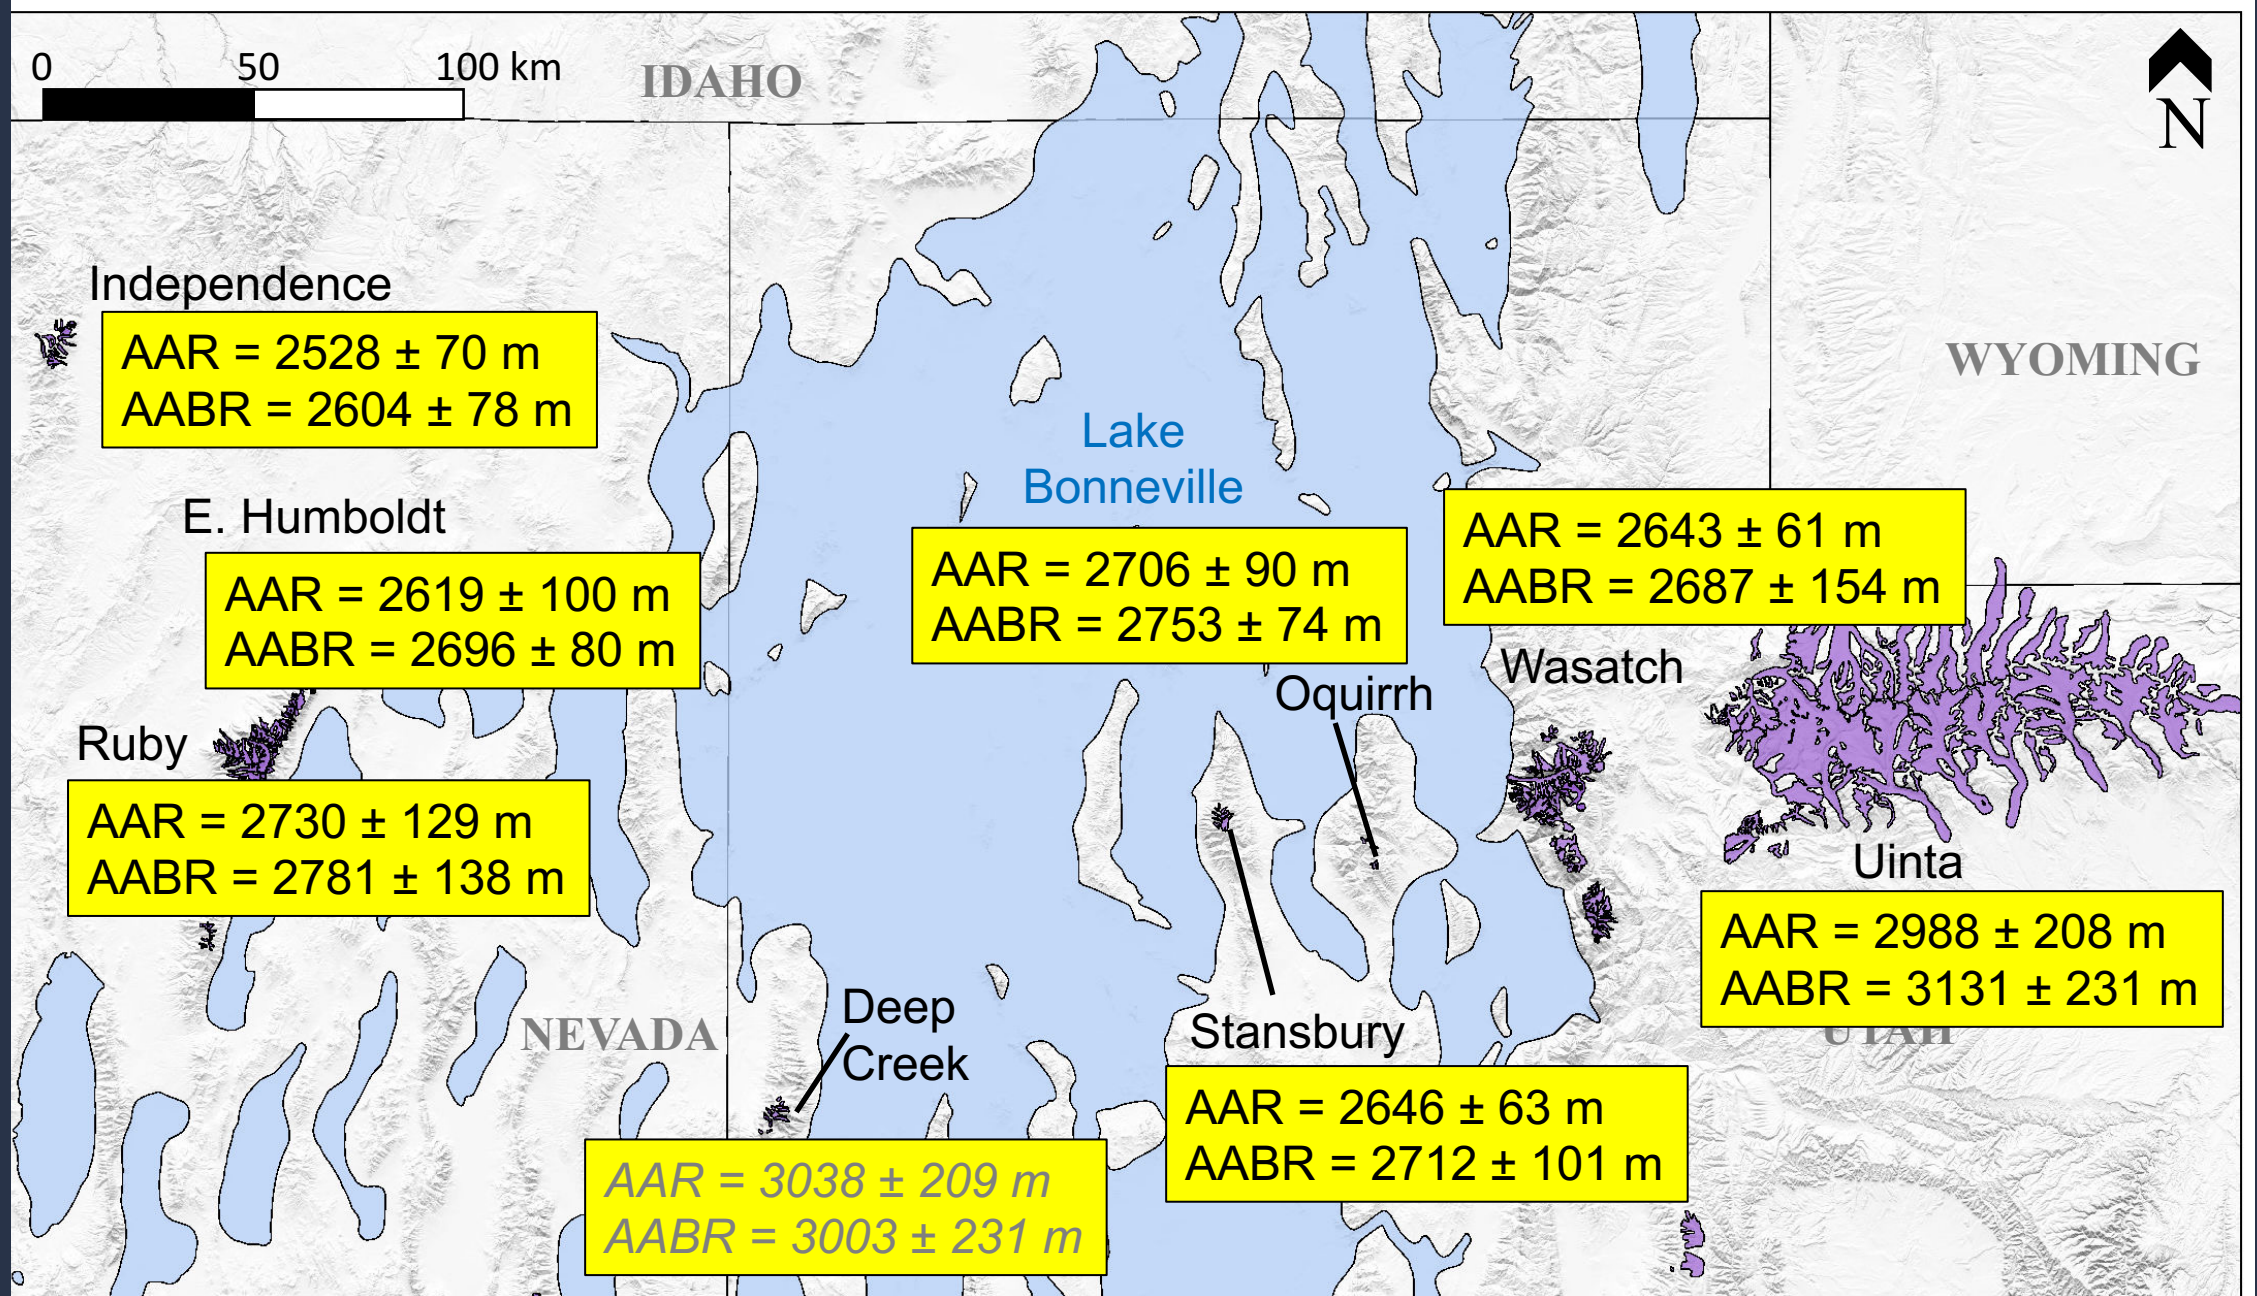 0 50 100 km
IDAHO
N
Independence
AAR = 2528 ± 70 m
AABR = 2604 ± 78 m
WYOMING
Lake
Bonneville
E. Humboldt
AAR = 2619 ± 100 m
AABR = 2696 ± 80 m
AAR = 2706 ± 90 m
AABR = 2753 ± 74 m
AAR = 2643 ± 61 m
AABR = 2687 ± 154 m
Wasatch
Oquirrh
Ruby
AAR = 2730 ± 129 m
AABR = 2781 ± 138 m
Uinta
AAR = 2988 ± 208 m
AABR = 3131 ± 231 m
UTAH
NEVADA
Deep
Creek
AAR = 3038 ± 209 m
AABR = 3003 ± 231 m
Stansbury
AAR = 2646 ± 63 m
AABR = 2712 ± 101 m